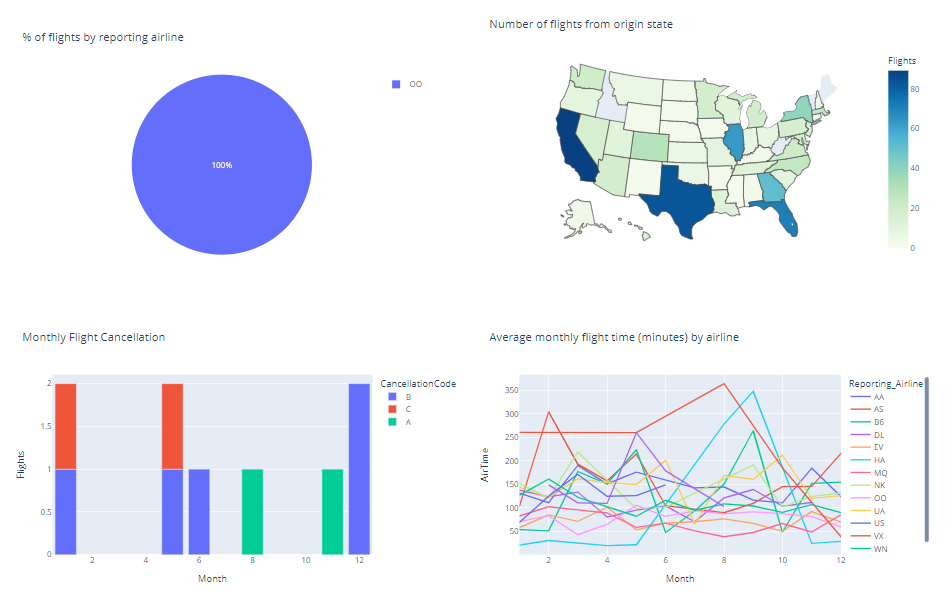 % of flights by reporting airline
OO
100%
Number of flights from origin state
Flights
80
60
40
20
0
Monthly Flight Cancellation
CancellationCode
B
C
A
2
1.5
1
0.5
0
Flights
2
4
6
8
10
12
Month
Average monthly flight time (minutes) by airline
Reporting_Airline
AA
AS
B6
DL
EV
HA
MQ
NK
OO
UA
US
VX
WN
350
300
250
200
150
100
50
AirTime
2
4
6
8
10
12
Month